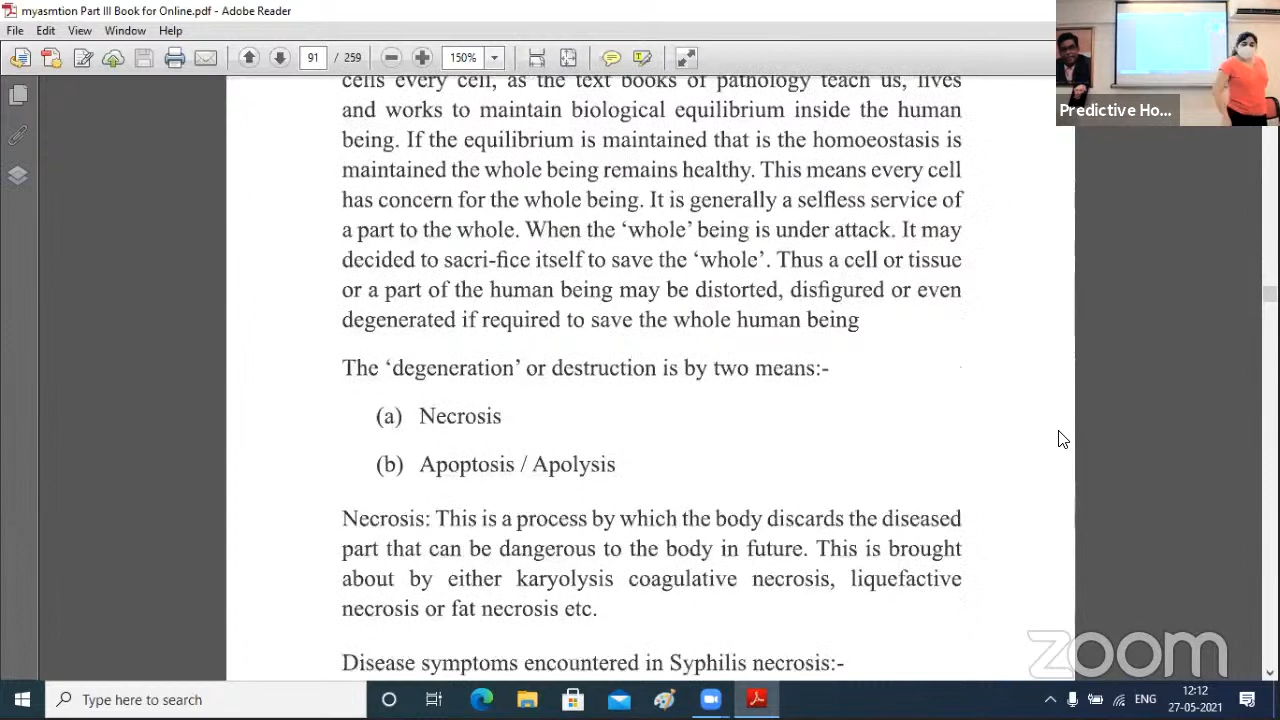 myasmtion Part III Book for Online.pdf - Adobe Reader
File Edit View Window Help
91 / 259 150%
cells every cell, as the text books of pathology teach us, lives
and works to maintain biological equilibrium inside the human
being. If the equilibrium is maintained that is the homoeostasis is
maintained the whole being remains healthy. This means every cell
has concern for the whole being. It is generally a selfless service of
a part to the whole. When the ‘whole’ being is under attack. It may
decided to sacri-fice itself to save the ‘whole’. Thus a cell or tissue
or a part of the human being may be distorted, disfigured or even
degenerated if required to save the whole human being
The ‘degeneration’ or destruction is by two means:-
(a) Necrosis
(b) Apoptosis / Apolysis
Necrosis: This is a process by which the body discards the diseased
part that can be dangerous to the body in future. This is brought
about by either karyolysis coagulative necrosis, liquefactive
necrosis or fat necrosis etc.
Disease symptoms encountered in Syphilis necrosis:-
Predictive Ho...
zoom
Type here to search
ENG
12:12
27-05-2021